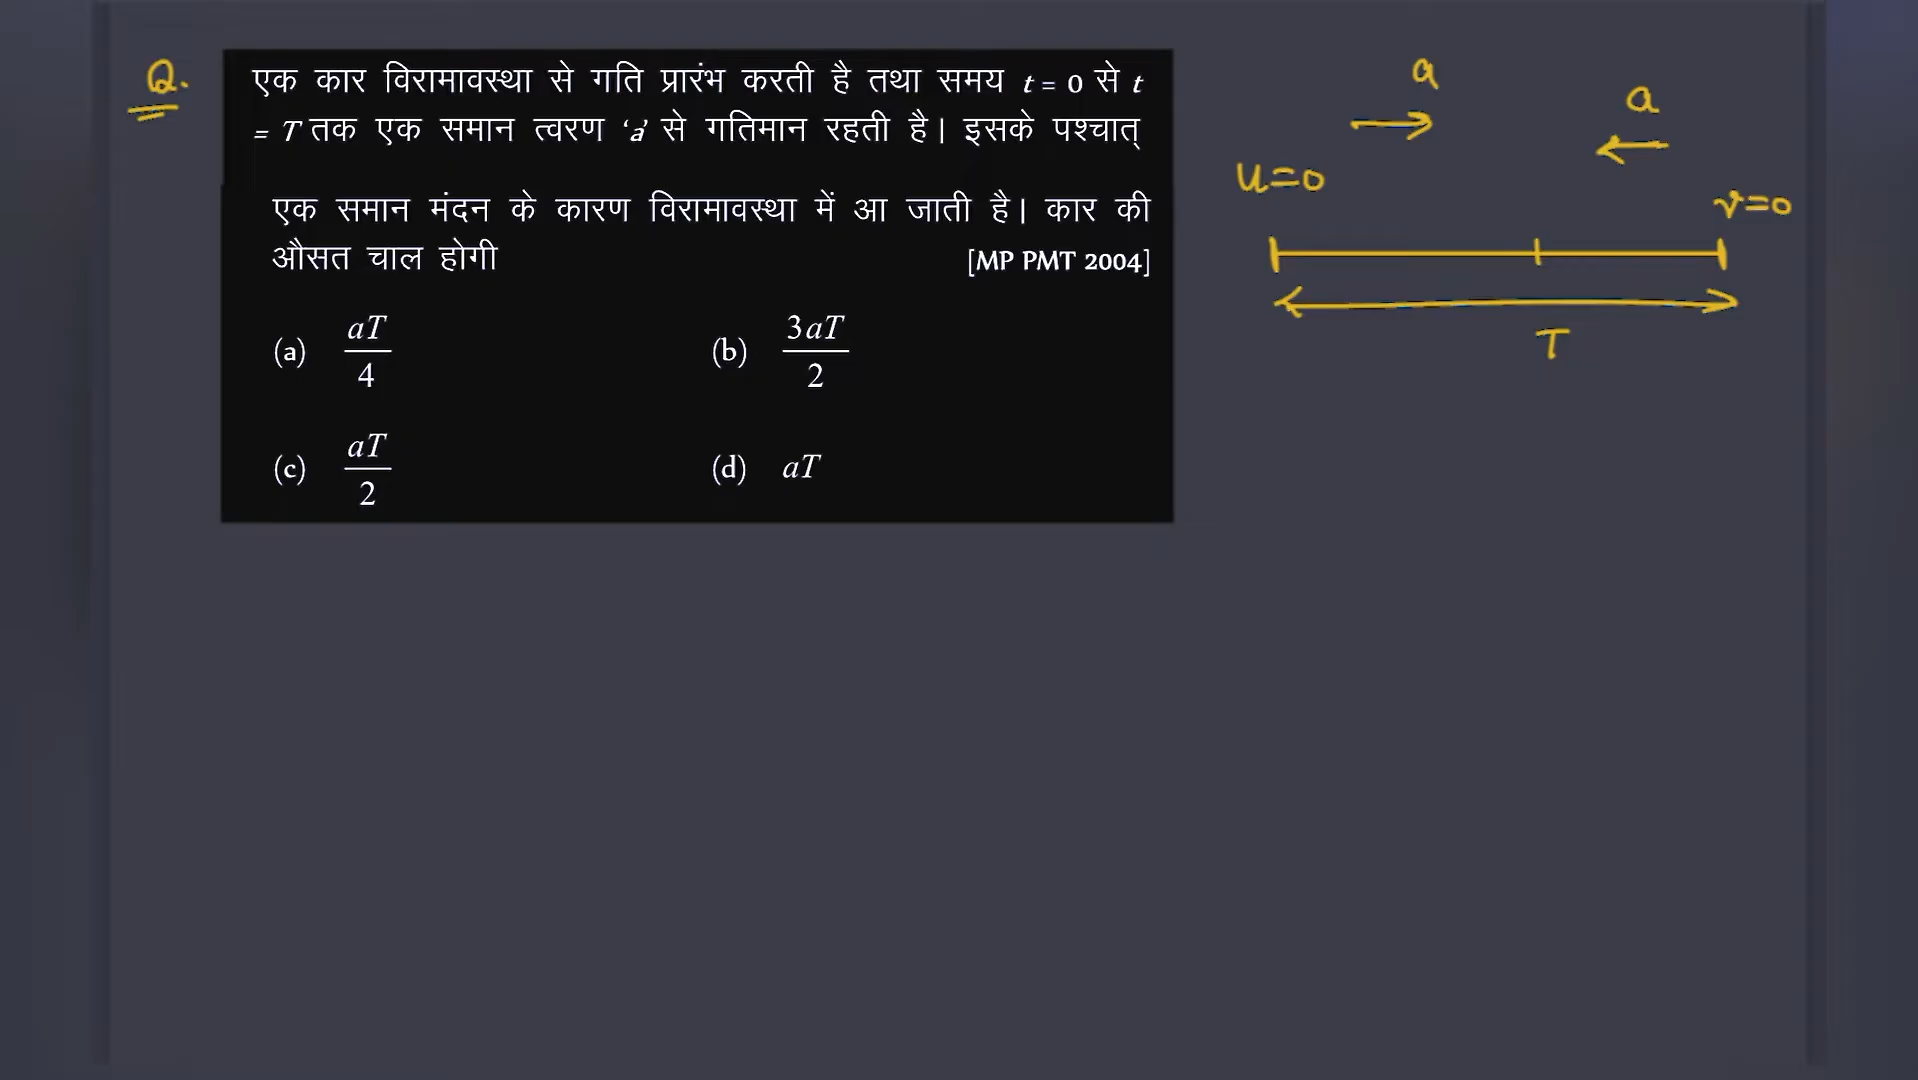 Q.
एक कार विरामावस्था से गति प्रारंभ करती है तथा समय t = 0 से t
= T तक एक समान त्वरण ‘a’ से गतिमान रहती है। इसके पश्चात्
एक समान मंदन के कारण विरामावस्था में आ जाती है। कार की
औसत चाल होगी [MP PMT 2004]
(a) aT/4 (b) 3aT/2
(c) aT/2 (d) aT
a
a
u=0
v=0
T